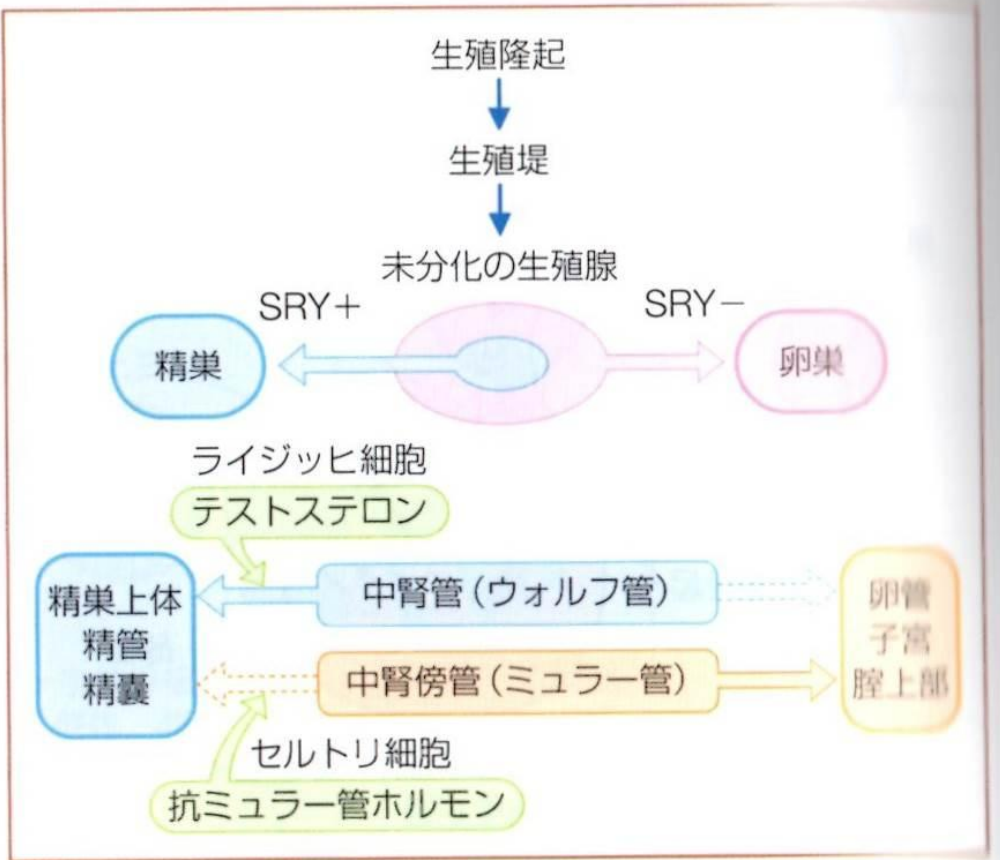 生殖隆起
生殖堤
未分化の生殖腺
SRY＋
SRY－
精巣
卵巣
ライジッヒ細胞
テストステロン
精巣上体
精管
精嚢
中腎管（ウォルフ管）
中腎傍管（ミュラー管）
卵管
子宮
腟上部
セルトリ細胞
抗ミュラー管ホルモン